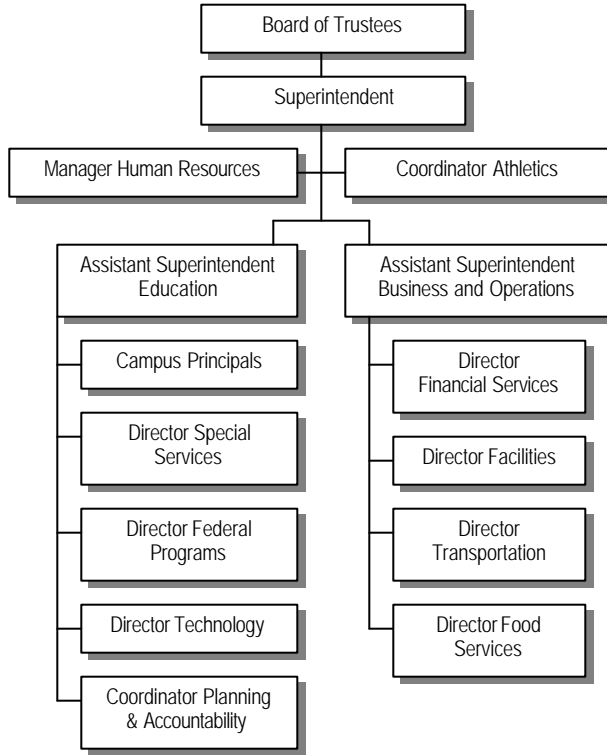 Board of Trustees
Superintendent
Manager Human Resources
Coordinator Athletics
Assistant Superintendent
Education
Campus Principals
Director Special
Services
Director Federal
Programs
Director Technology
Coordinator Planning
& Accountability
Assistant Superintendent
Business and Operations
Director
Financial Services
Director Facilities
Director
Transportation
Director Food
Services